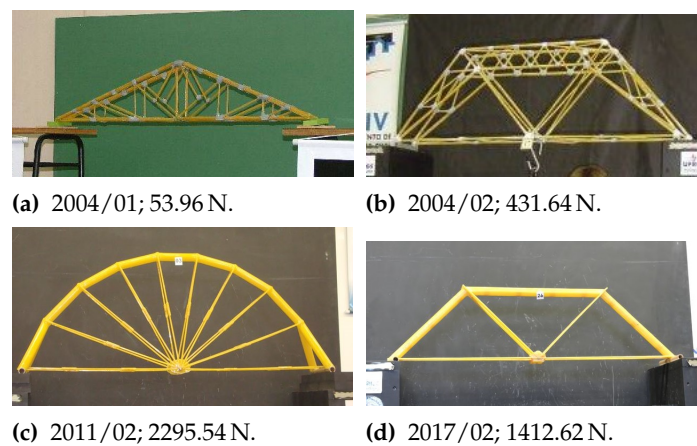 (a) 2004/01; 53.96 N.
(b) 2004/02; 431.64 N.
(c) 2011/02; 2295.54 N.
(d) 2017/02; 1412.62 N.